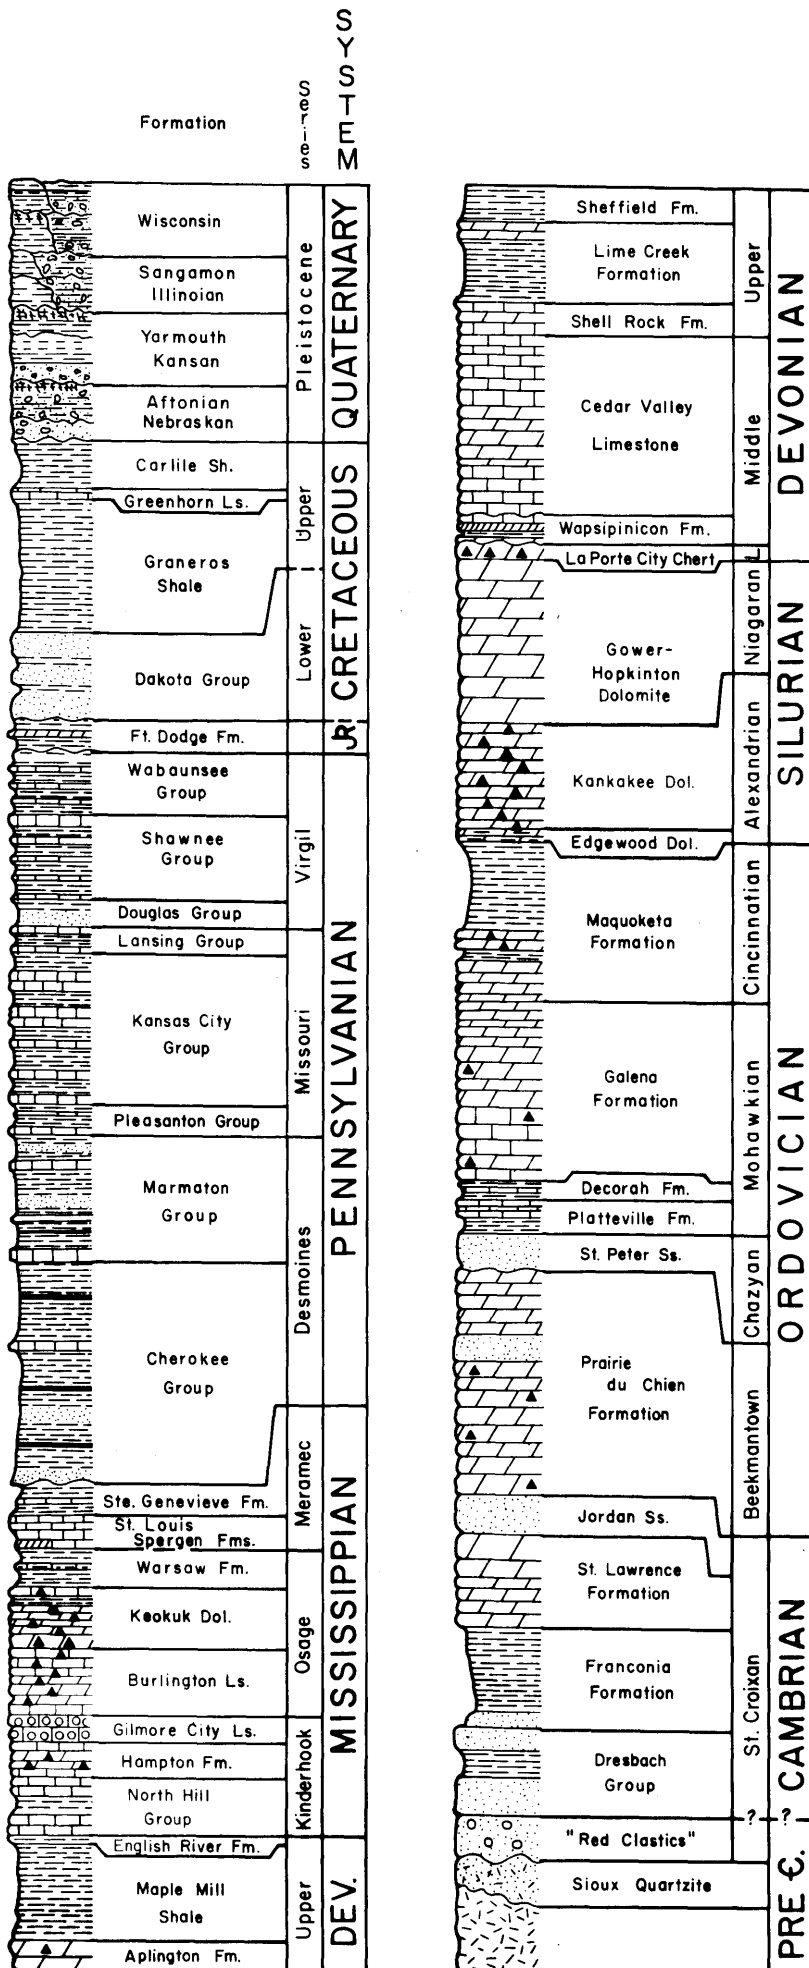 Formation
Series
SYSTEM
Wisconsin
Sangamon
Illinoian
Yarmouth
Kansan
Aftonian
Nebraskan
Pleistocene
QUATERNARY
Carlile Sh.
Greenhorn Ls.
Graneros
Shale
Dakota Group
Upper
Lower
CRETACEOUS
Ft. Dodge Fm.
JR.
Wabaunsee
Group
Shawnee
Group
Douglas Group
Virgil
Lansing Group
Kansas City
Group
Pleasanton Group
Missouri
Marmaton
Group
Cherokee
Group
Desmoines
PENNSYLVANIAN
Ste. Genevieve Fm.
St. Louis
Spergen Fms.
Meramec
Warsaw Fm.
Keokuk Dol.
Burlington Ls.
Osage
Gilmore City Ls.
Hampton Fm.
North Hill
Group
Kinderhook
MISSISSIPPIAN
English River Fm.
Maple Mill
Shale
Aplington Fm.
Upper
DEV.
Sheffield Fm.
Lime Creek
Formation
Shell Rock Fm.
Upper
Cedar Valley
Limestone
Wapsipinicon Fm.
Middle
La Porte City Chert
L
DEVONIAN
Gower-
Hopkinton
Dolomite
Niagaran
Kankakee Dol.
Edgewood Dol.
Alexandrian
SILURIAN
Maquoketa
Formation
Cincinnatian
Galena
Formation
Decorah Fm.
Platteville Fm.
Mohawkian
St. Peter Ss.
Chazyan
Prairie
du Chien
Formation
Jordan Ss.
Beekmantown
ORDOVICIAN
St. Lawrence
Formation
Franconia
Formation
Dresbach
Group
St. Croixan
CAMBRIAN
? ?
"Red Clastics"
Sioux Quartzite
PRE Є.